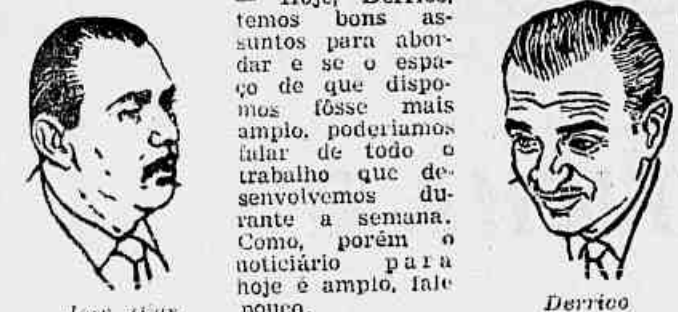 — Hoje, Derrico,
temos bons as-
suntos para abor-
dar e se o espa-
ço de que dispo-
mos fôsse mais
amplo, poderiamos
falar de todo o
trabalho que de-
senvolvemos du-
rante a semana.
Como, porém o
noticiário para
hoje é amplo, fale
pouco.
Derrico